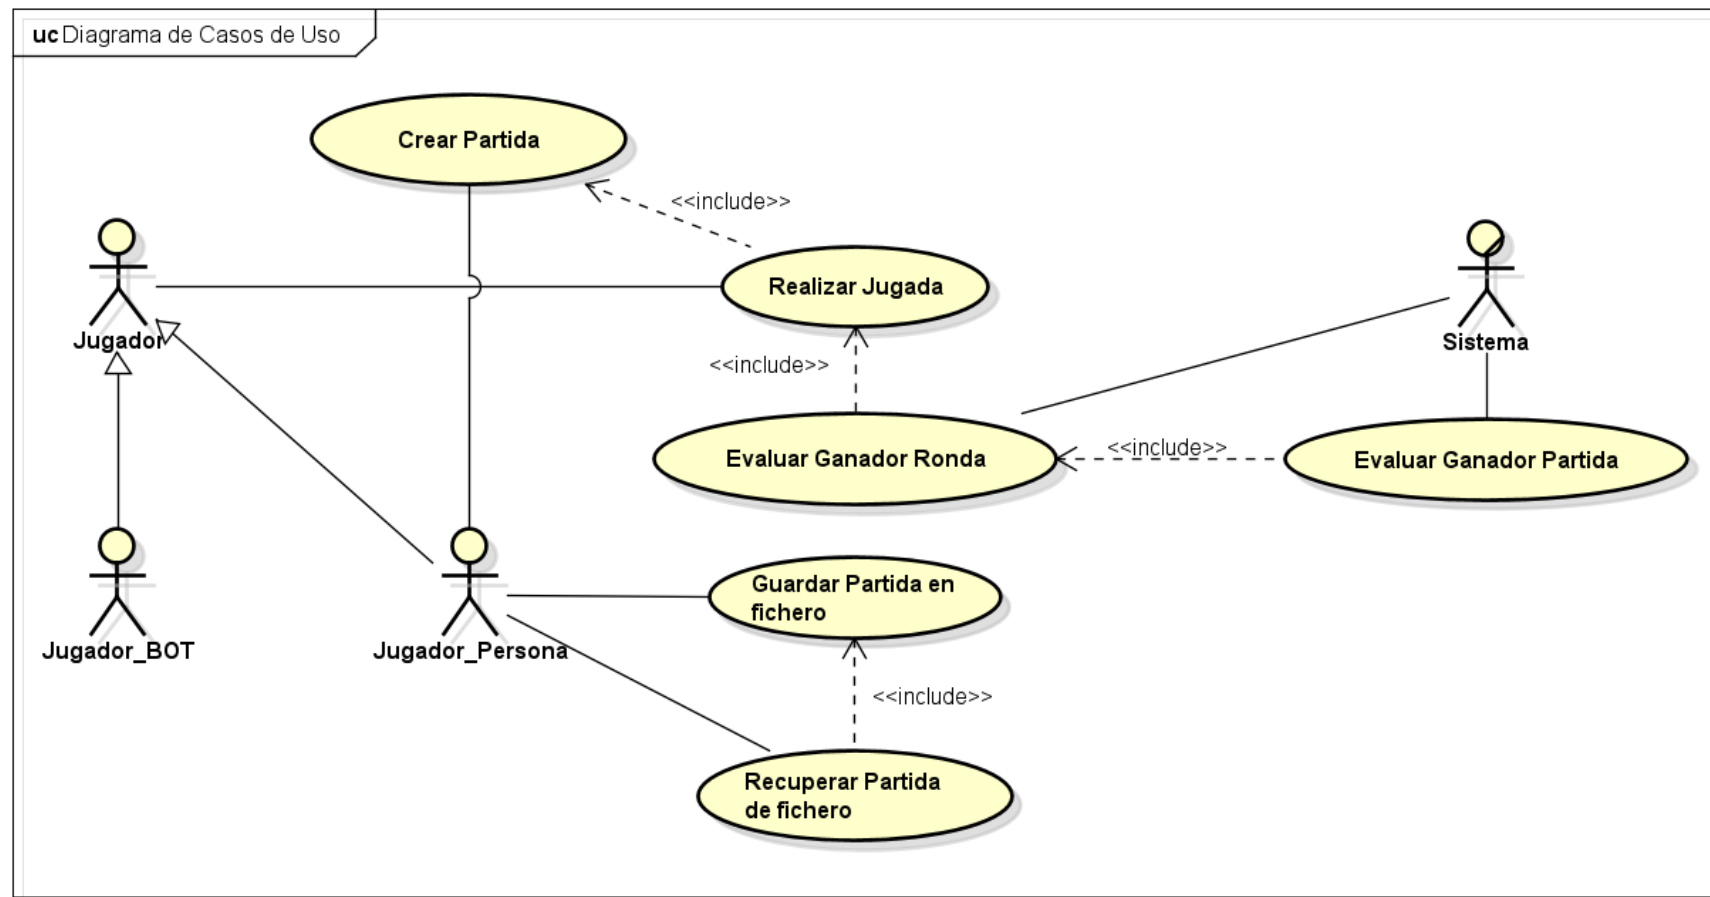 uc Diagrama de Casos de Uso
Crear Partida
<<include>>
Realizar Jugada
Jugador
Sistema
<<include>>
<<include>>
Evaluar Ganador Ronda
Evaluar Ganador Partida
Guardar Partida en
fichero
Jugador_BOT
Jugador_Persona
<<include>>
Recuperar Partida
de fichero